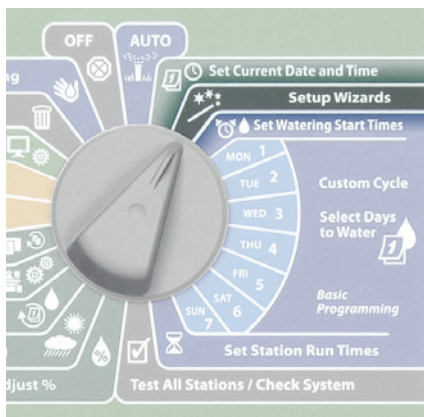 OFF
AUTO
ng
Set Current Date and Time
Setup Wizards
Set Watering Start Times
MON 1
TUE 2
WED 3
THU 4
FRI 5
SAT 6
SUN 7
Custom Cycle
Select Days
to Water
1
Basic
Programming
Set Station Run Times
Test All Stations / Check System
djust %
%